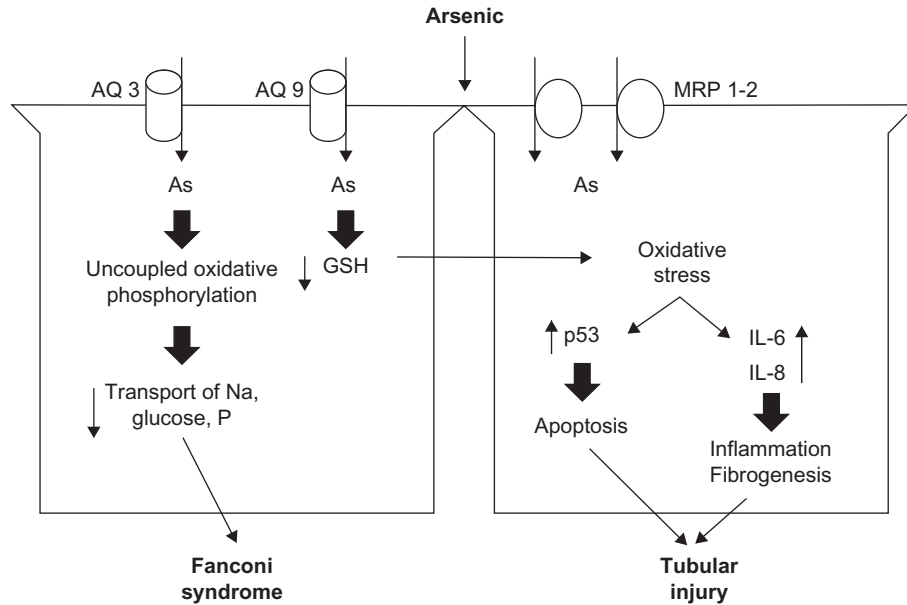 Arsenic
AQ 3
AQ 9
MRP 1-2
As
As
As
Uncoupled oxidative
phosphorylation
GSH
Oxidative
stress
p53
IL-6
IL-8
Transport of Na,
glucose, P
Apoptosis
Inflammation
Fibrogenesis
Fanconi
syndrome
Tubular
injury